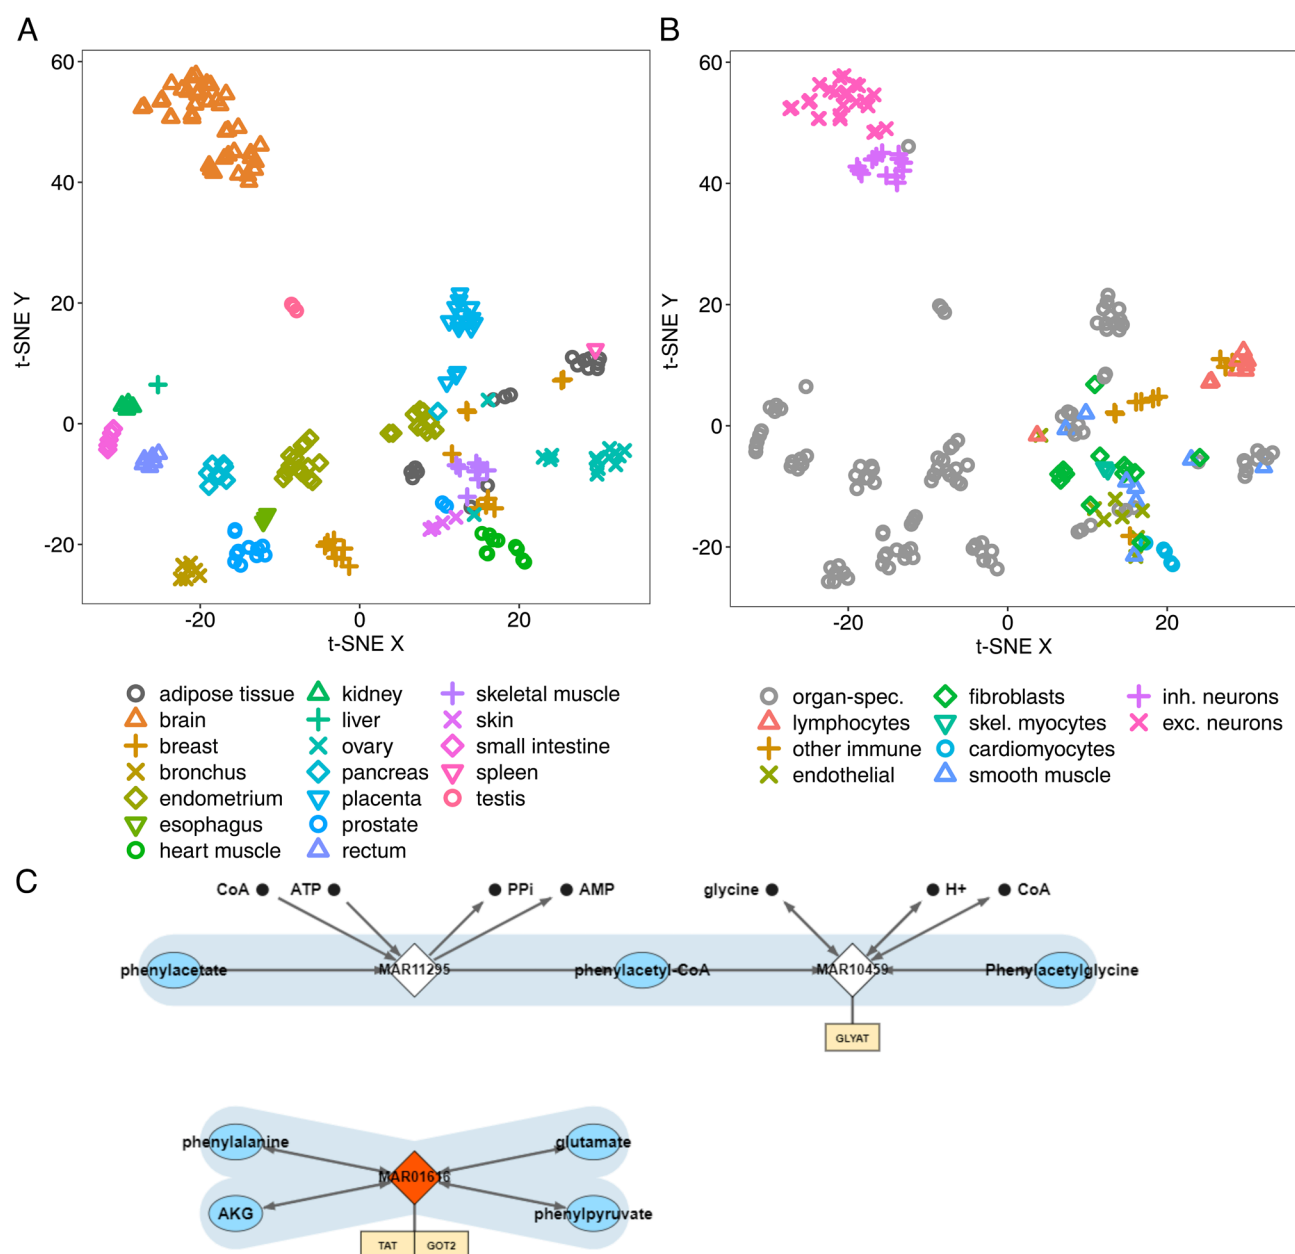 A
B
60
40
20
0
-20
-20
0
20
t-SNE X
t-SNE Y
60
40
20
0
-20
-20
0
20
t-SNE X
t-SNE Y
adipose tissue
brain
breast
bronchus
endometrium
esophagus
heart muscle
kidney
liver
ovary
pancreas
placenta
prostate
rectum
skeletal muscle
skin
small intestine
spleen
testis
organ-spec.
lymphocytes
other immune
endothelial
fibroblasts
skel. myocytes
cardiomyocytes
smooth muscle
inh. neurons
exc. neurons
C
CoA ATP PPi AMP glycine H+ CoA
phenylacetate MAR11295 phenylacetyl-CoA MAR10459 Phenylacetylglycine
GLYAT
phenylalanine glutamate
MAR01616
AKG phenylpyruvate
TAT GOT2